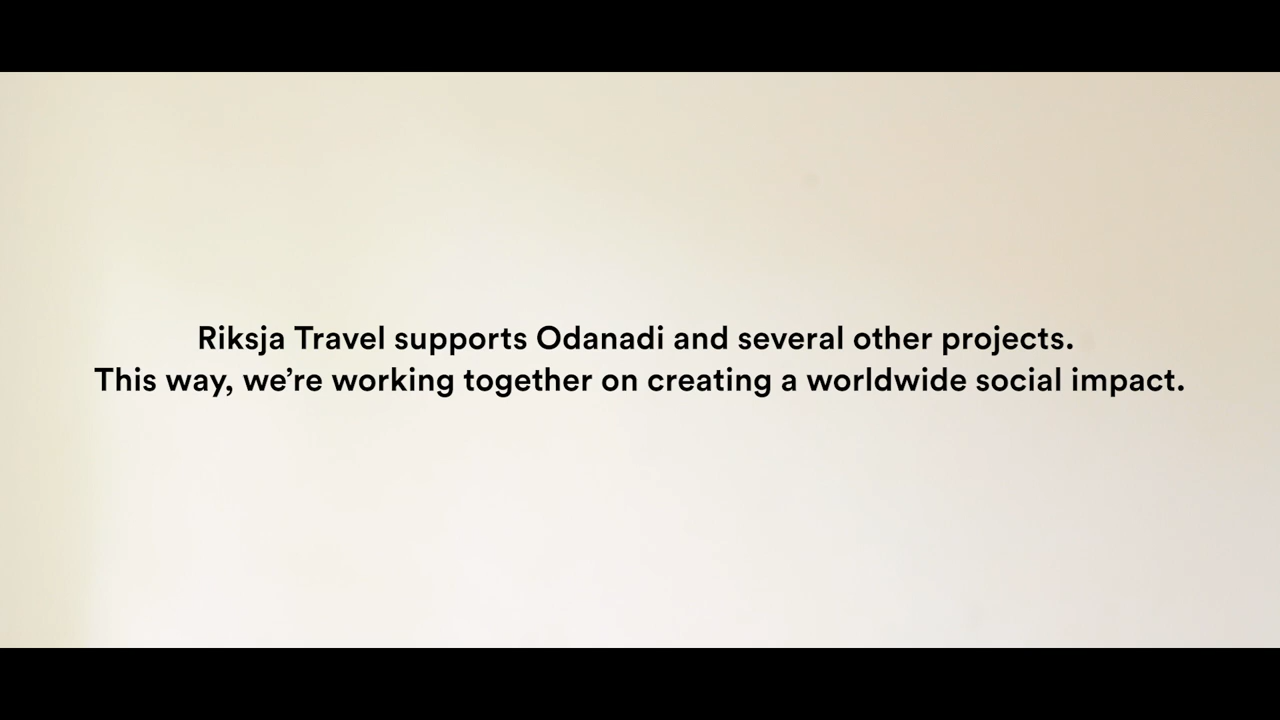 Riksja Travel supports Odanadi and several other projects.
This way, we’re working together on creating a worldwide social impact.